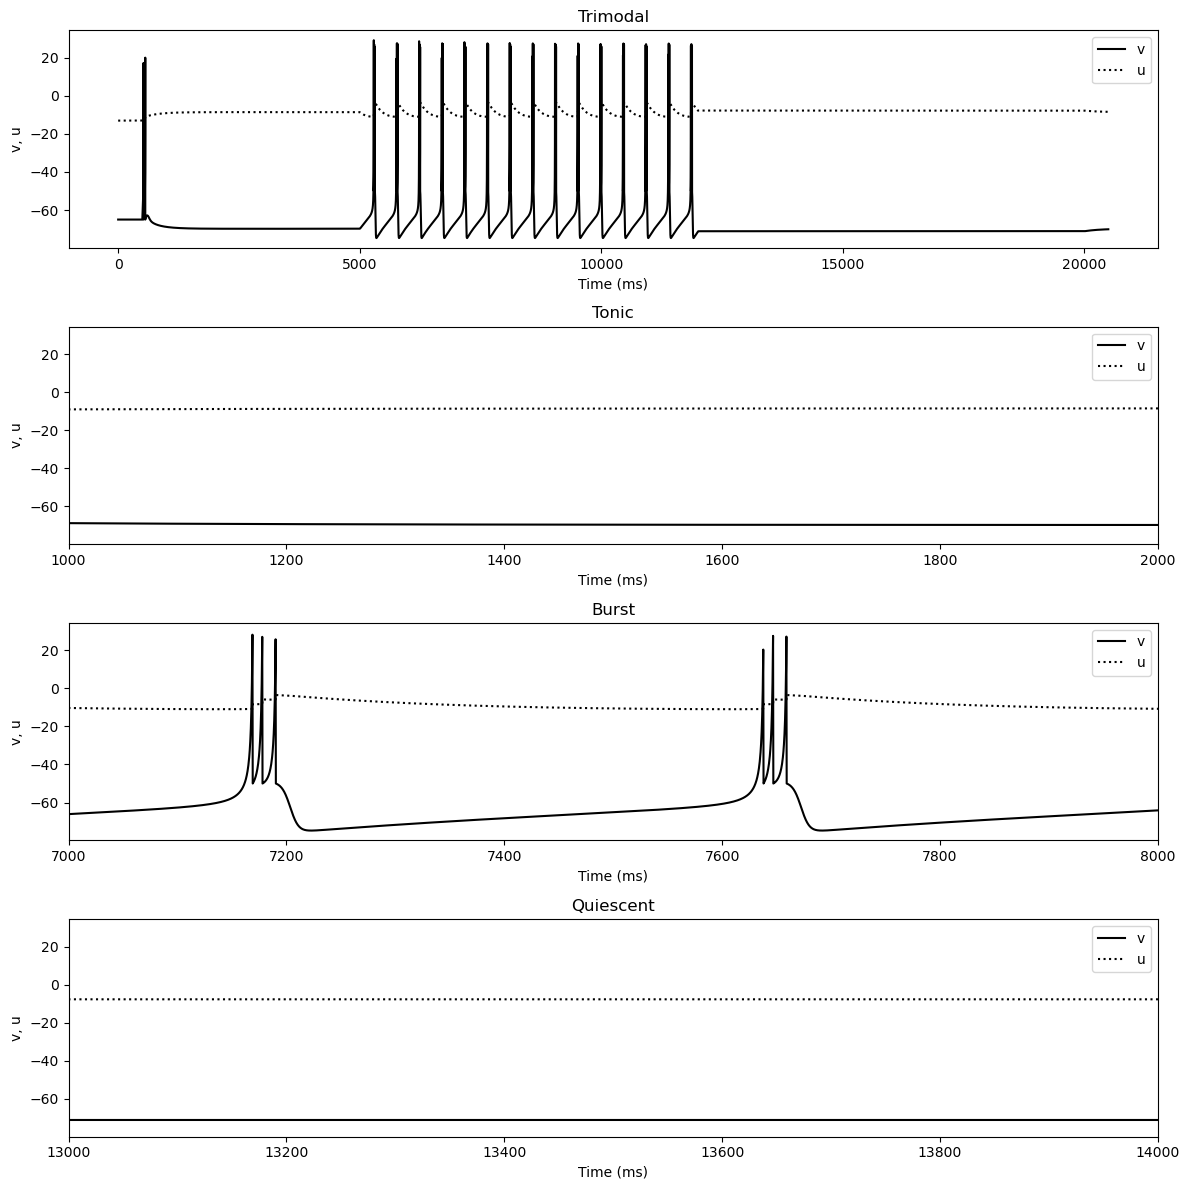 Trimodal
v, u
20
0
−20
−40
−60
v
u
0
5000
10000
15000
20000
Time (ms)
Tonic
v, u
20
0
−20
−40
−60
v
u
1000
1200
1400
1600
1800
2000
Time (ms)
Burst
v, u
20
0
−20
−40
−60
v
u
7000
7200
7400
7600
7800
8000
Time (ms)
Quiescent
v, u
20
0
−20
−40
−60
v
u
13000
13200
13400
13600
13800
14000
Time (ms)